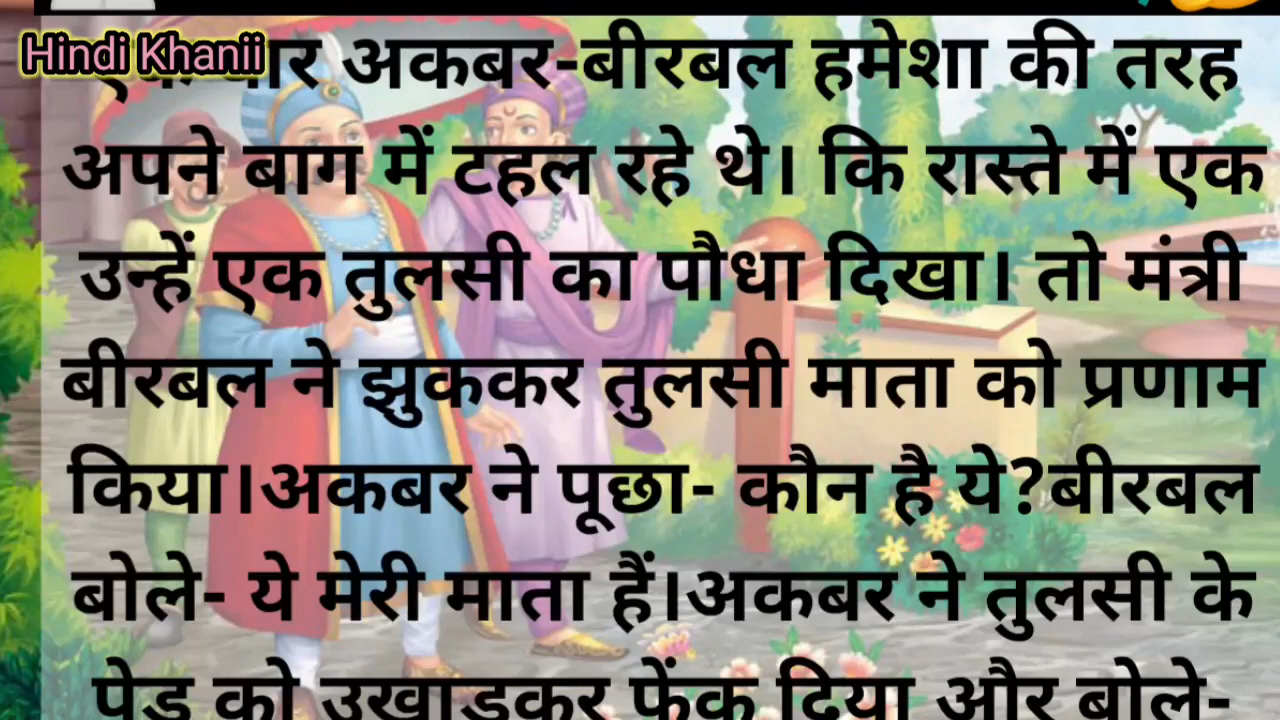 Hindi Khanii
बार अकबर-बीरबल हमेशा की तरह
अपने बाग में टहल रहे थे। कि रास्ते में एक
उन्हें एक तुलसी का पौधा दिखा। तो मंत्री
बीरबल ने झुककर तुलसी माता को प्रणाम
किया।अकबर ने पूछा- कौन है ये?बीरबल
बोले- ये मेरी माता हैं।अकबर ने तुलसी के
पेड़ को उखाड़कर फेंक दिया और बोले-